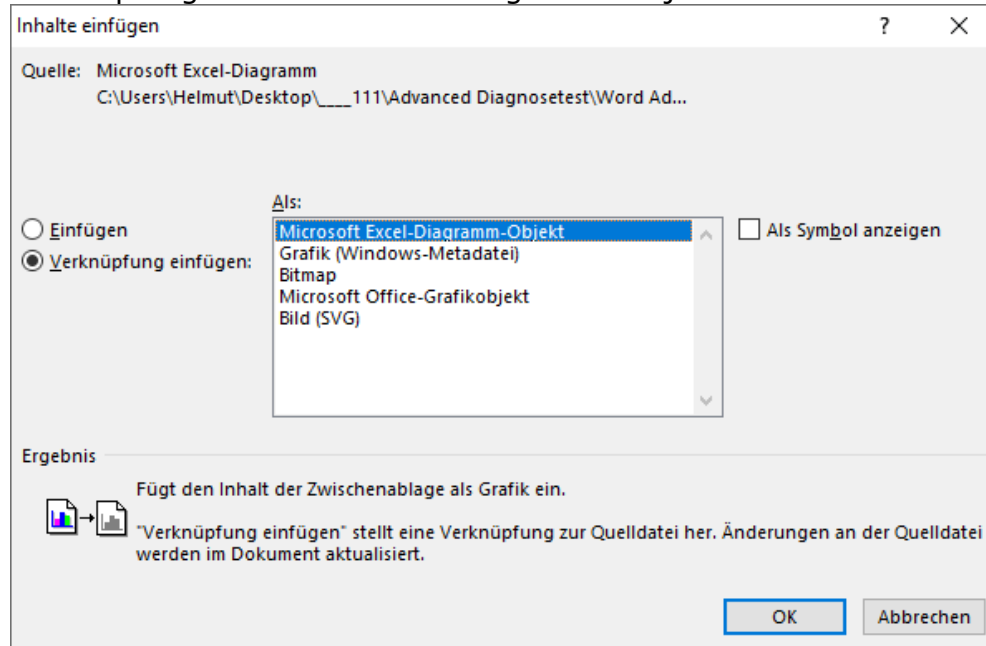 Inhalte einfügen
Quelle: Microsoft Excel-Diagramm
C:\Users\Helmut\Desktop\____111\Advanced Diagnosetest\Word Ad...
Als:
Einfügen
Verknüpfung einfügen:
Microsoft Excel-Diagramm-Objekt
Grafik (Windows-Metadatei)
Bitmap
Microsoft Office-Grafikobjekt
Bild (SVG)
Als Symbol anzeigen
Ergebnis
Fügt den Inhalt der Zwischenablage als Grafik ein.
"Verknüpfung einfügen" stellt eine Verknüpfung zur Quelldatei her. Änderungen an der Quelldatei
werden im Dokument aktualisiert.
OK Abbrechen